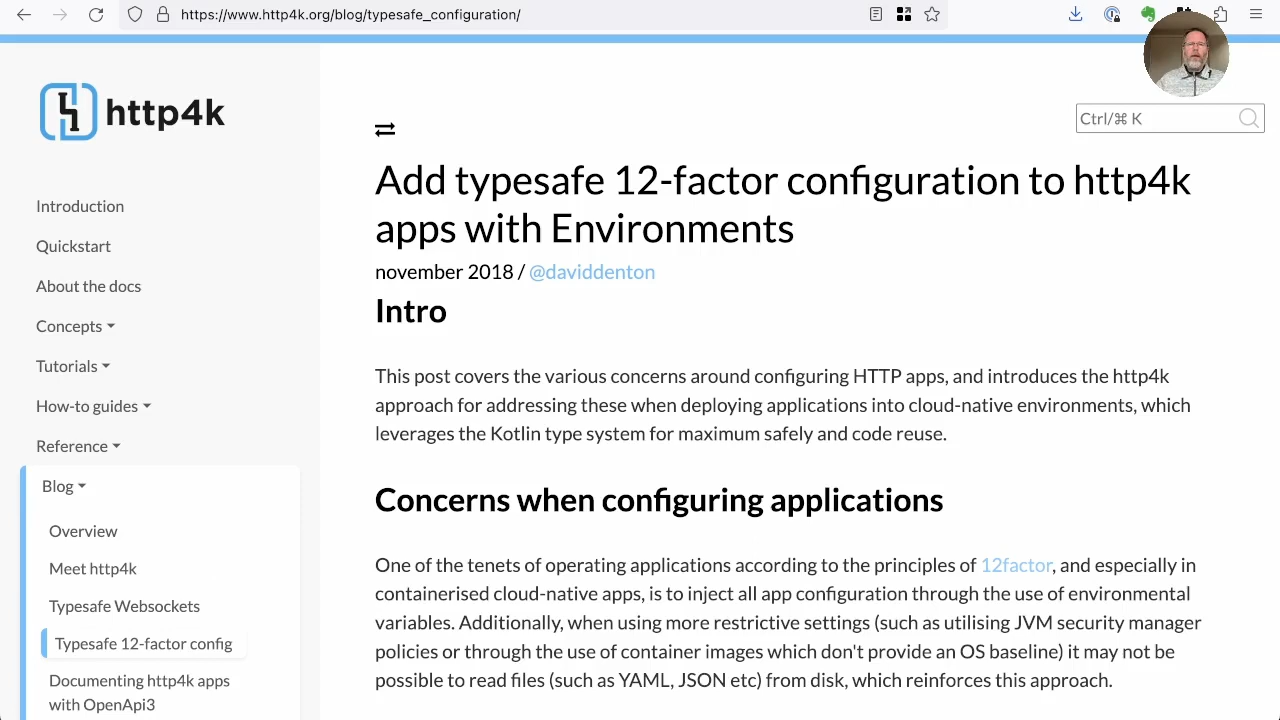 https://www.http4k.org/blog/typesafe_configuration/
http4k
Ctrl/⌘ K
Introduction
Quickstart
About the docs
Concepts
Tutorials
How-to guides
Reference
Blog
Overview
Meet http4k
Typesafe Websockets
Typesafe 12-factor config
Documenting http4k apps
with OpenApi3
Add typesafe 12-factor configuration to http4k
apps with Environments
november 2018 / @daviddenton
Intro
This post covers the various concerns around configuring HTTP apps, and introduces the http4k
approach for addressing these when deploying applications into cloud-native environments, which
leverages the Kotlin type system for maximum safely and code reuse.
Concerns when configuring applications
One of the tenets of operating applications according to the principles of 12factor, and especially in
containerised cloud-native apps, is to inject all app configuration through the use of environmental
variables. Additionally, when using more restrictive settings (such as utilising JVM security manager
policies or through the use of container images which don't provide an OS baseline) it may not be
possible to read files (such as YAML, JSON etc) from disk, which reinforces this approach.